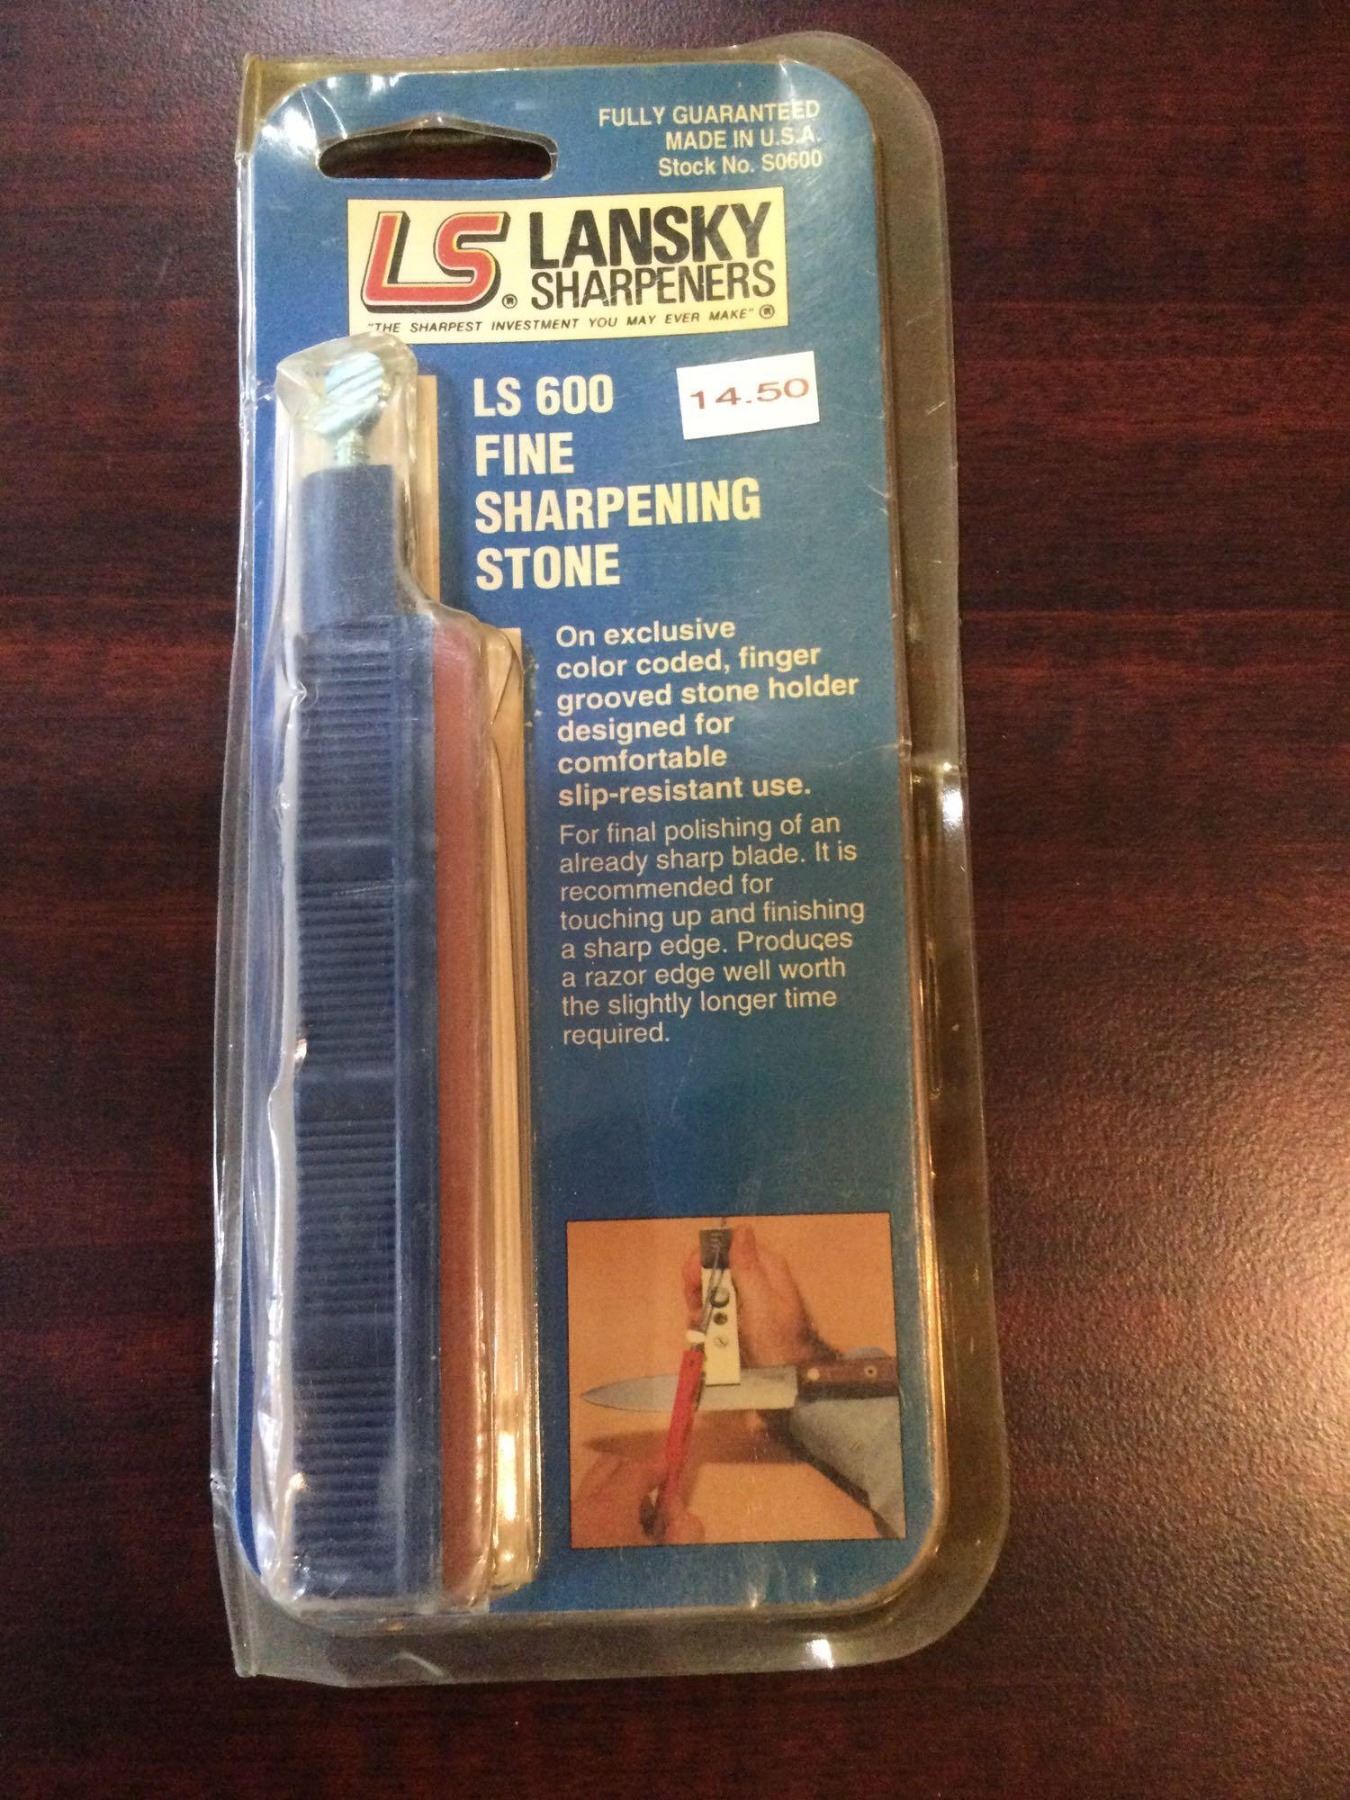 FULLY GUARANTEED
MADE IN U.S.A.
Stock No. S0600
LS® LANSKY
SHARPENERS
"THE SHARPEST INVESTMENT YOU MAY EVER MAKE"®
LS 600
14.50
FINE
SHARPENING
STONE
On exclusive
color coded, finger
grooved stone holder
designed for
comfortable
slip-resistant use.
For final polishing of an
already sharp blade. It is
recommended for
touching up and finishing
a sharp edge. Produces
a razor edge well worth
the slightly longer time
required.